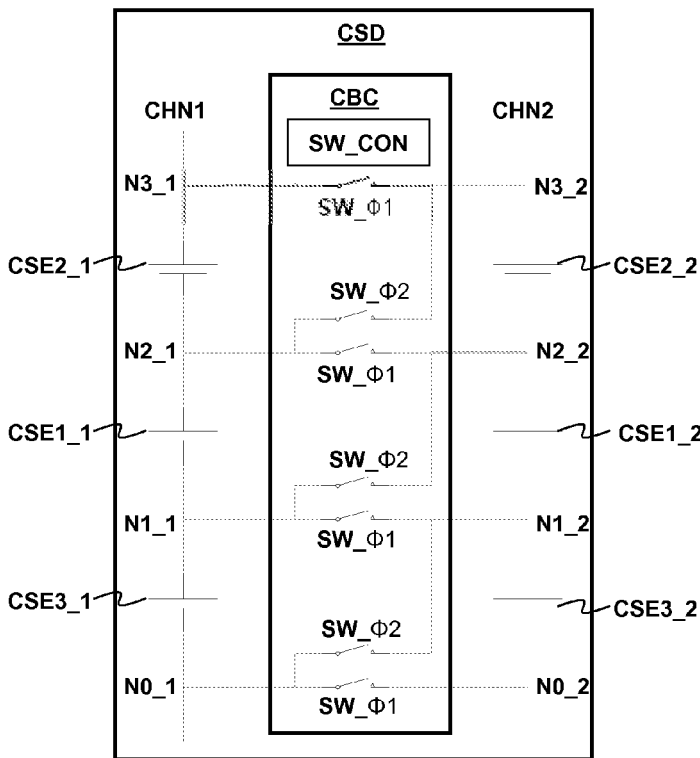 CSD
CBC
CHN1
CHN2
SW_CON
N3_1
N3_2
SW_Φ1
CSE2_1
CSE2_2
SW_Φ2
N2_1
N2_2
SW_Φ1
CSE1_1
CSE1_2
SW_Φ2
N1_1
N1_2
SW_Φ1
CSE3_1
CSE3_2
SW_Φ2
N0_1
N0_2
SW_Φ1